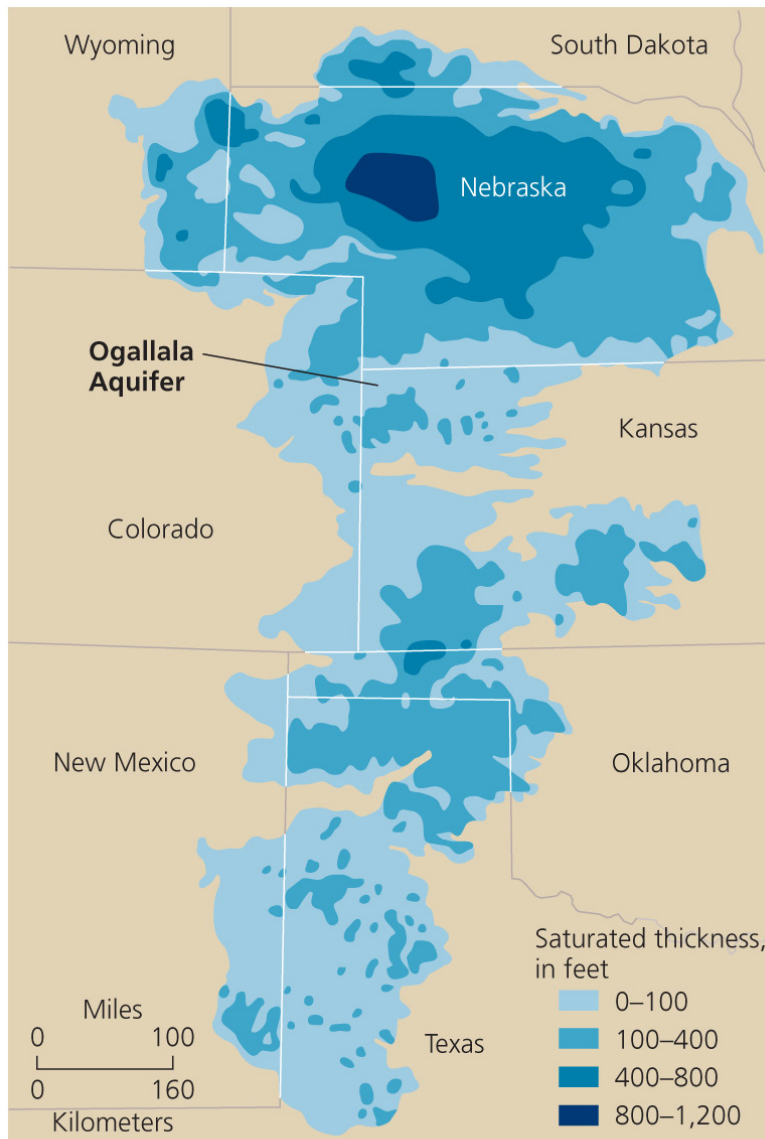 Wyoming
South Dakota
Nebraska
Ogallala
Aquifer
Kansas
Colorado
New Mexico
Oklahoma
Texas
Miles
0 100
0 160
Kilometers
Saturated thickness,
in feet
0–100
100–400
400–800
800–1,200